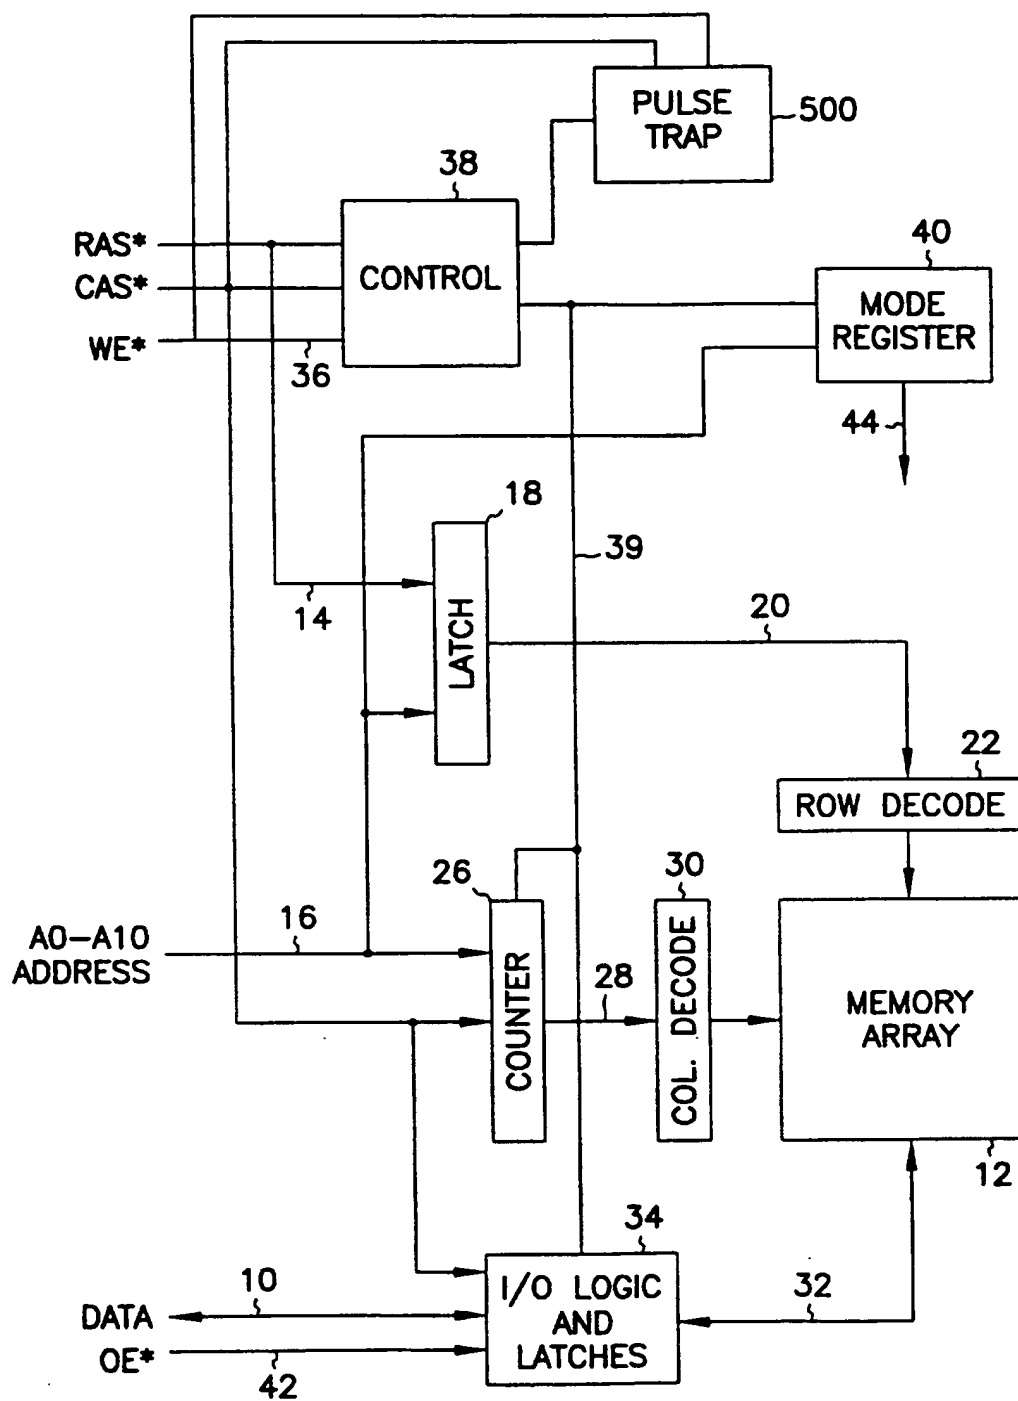 PULSE
TRAP
500
38
RAS*
CAS*
WE*
CONTROL
36
40
MODE
REGISTER
44
18
39
14
LATCH
20
22
ROW DECODE
26
30
A0-A10
ADDRESS
16
COUNTER
28
COL. DECODE
MEMORY
ARRAY
12
34
I/O LOGIC
AND
LATCHES
32
DATA
10
OE*
42